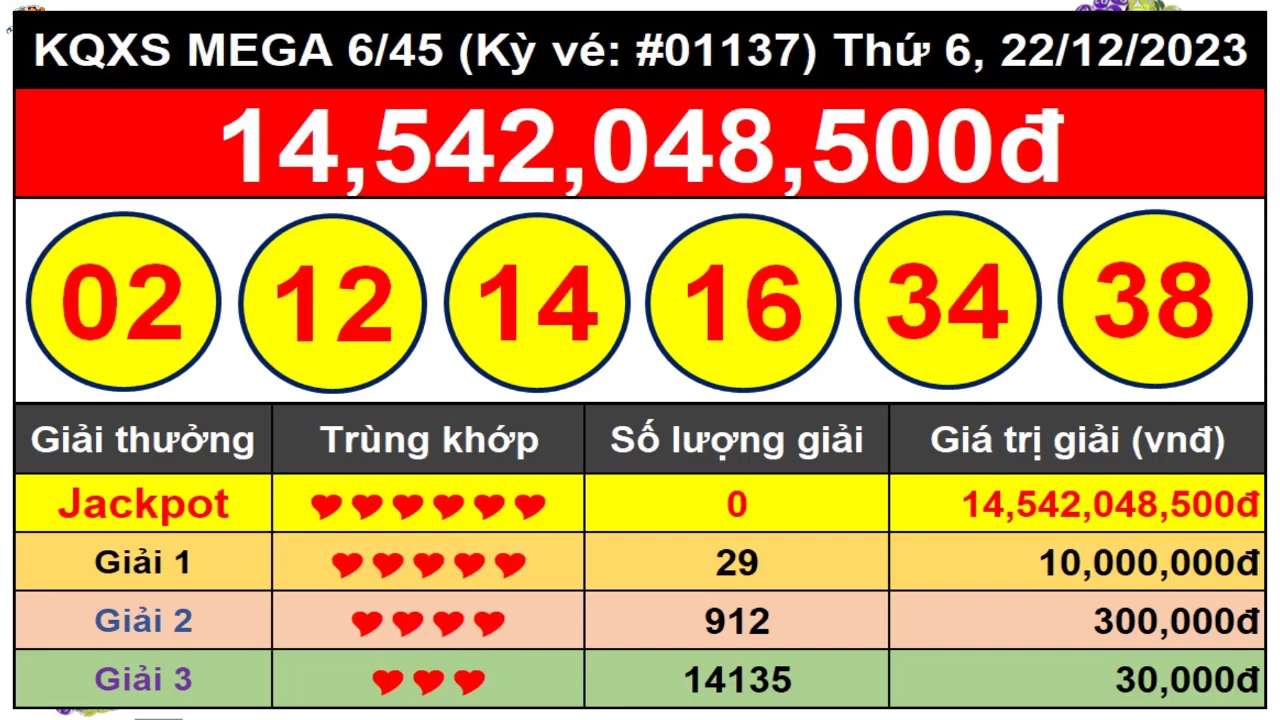 KQXS MEGA 6/45 (Kỳ vé: #01137) Thứ 6, 22/12/2023
14,542,048,500đ
02 12 14 16 34 38
Giải thưởng Trùng khớp Số lượng giải Giá trị giải (vnđ)
Jackpot 0 14,542,048,500đ
Giải 1 29 10,000,000đ
Giải 2 912 300,000đ
Giải 3 14135 30,000đ